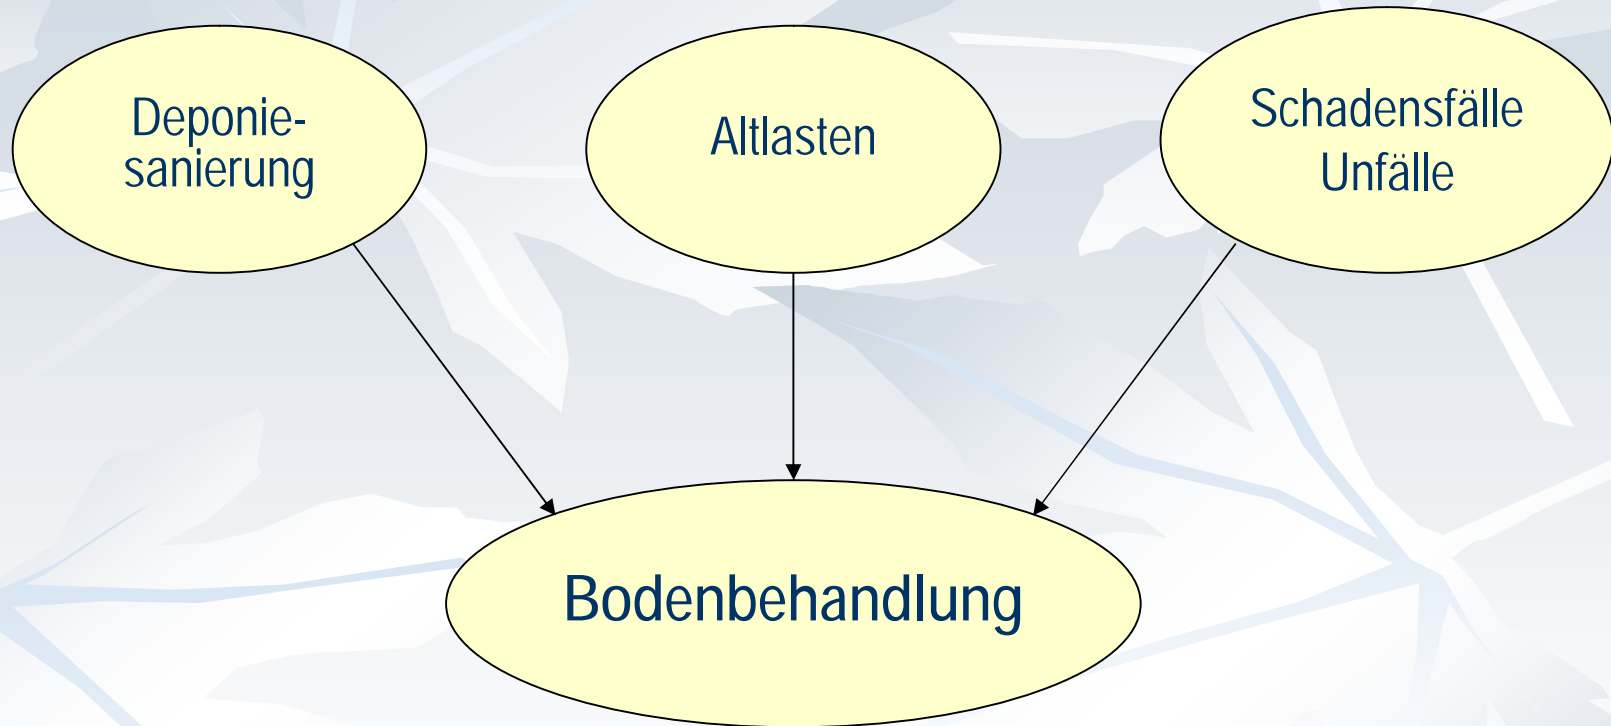 Deponie-
sanierung
Altlasten
Schadensfälle
Unfälle
Bodenbehandlung